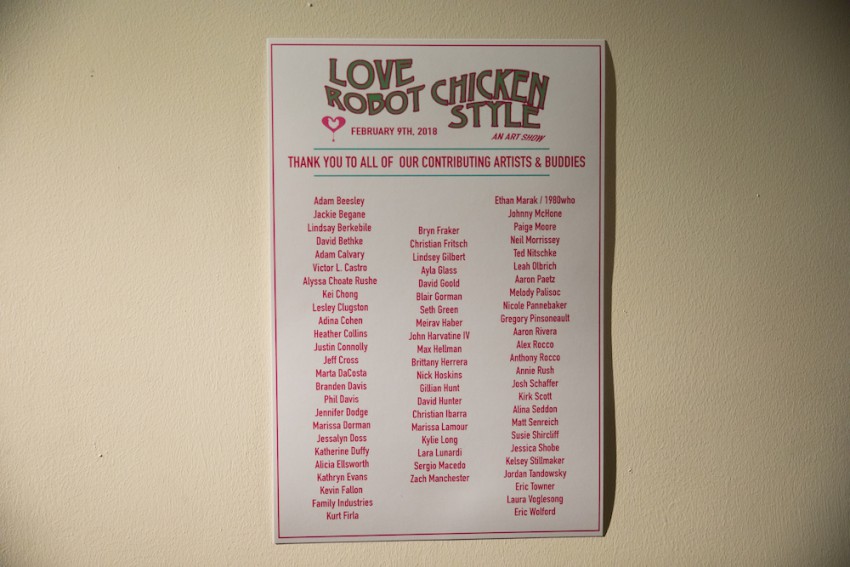 LOVE CHICKEN
ROBOT STYLE
FEBRUARY 9TH, 2018
AN ART SHOW
THANK YOU TO ALL OF OUR CONTRIBUTING ARTISTS & BUDDIES
Adam Beesley
Jackie Begane
Lindsay Berkebile
David Bethke
Adam Calvary
Victor L. Castro
Alyssa Choate Rushe
Kei Chong
Lesley Clugston
Adina Cohen
Heather Collins
Justin Connolly
Jeff Cross
Marta DaCosta
Branden Davis
Phil Davis
Jennifer Dodge
Marissa Dorman
Jessalyn Doss
Katherine Duffy
Alicia Ellsworth
Kathryn Evans
Kevin Fallon
Family Industries
Kurt Firla
Bryn Fraker
Christian Fritsch
Lindsey Gilbert
Ayla Glass
David Goold
Blair Gorman
Seth Green
Meirav Haber
John Harvatine IV
Max Hellman
Brittany Herrera
Nick Hoskins
Gillian Hunt
David Hunter
Christian Ibarra
Marissa Lamour
Kylie Long
Lara Lunardi
Sergio Macedo
Zach Manchester
Ethan Marak / 1980who
Johnny McHone
Paige Moore
Neil Morrissey
Ted Nitschke
Leah Olbrich
Aaron Paetz
Melody Palisoc
Nicole Pannebaker
Gregory Pinsoneault
Aaron Rivera
Alex Rocco
Anthony Rocco
Annie Rush
Josh Schaffer
Kirk Scott
Alina Seddon
Matt Senreich
Susie Shircliff
Jessica Shobe
Kelsey Stillmaker
Jordan Tandowsky
Eric Towner
Laura Voglesong
Eric Wolford